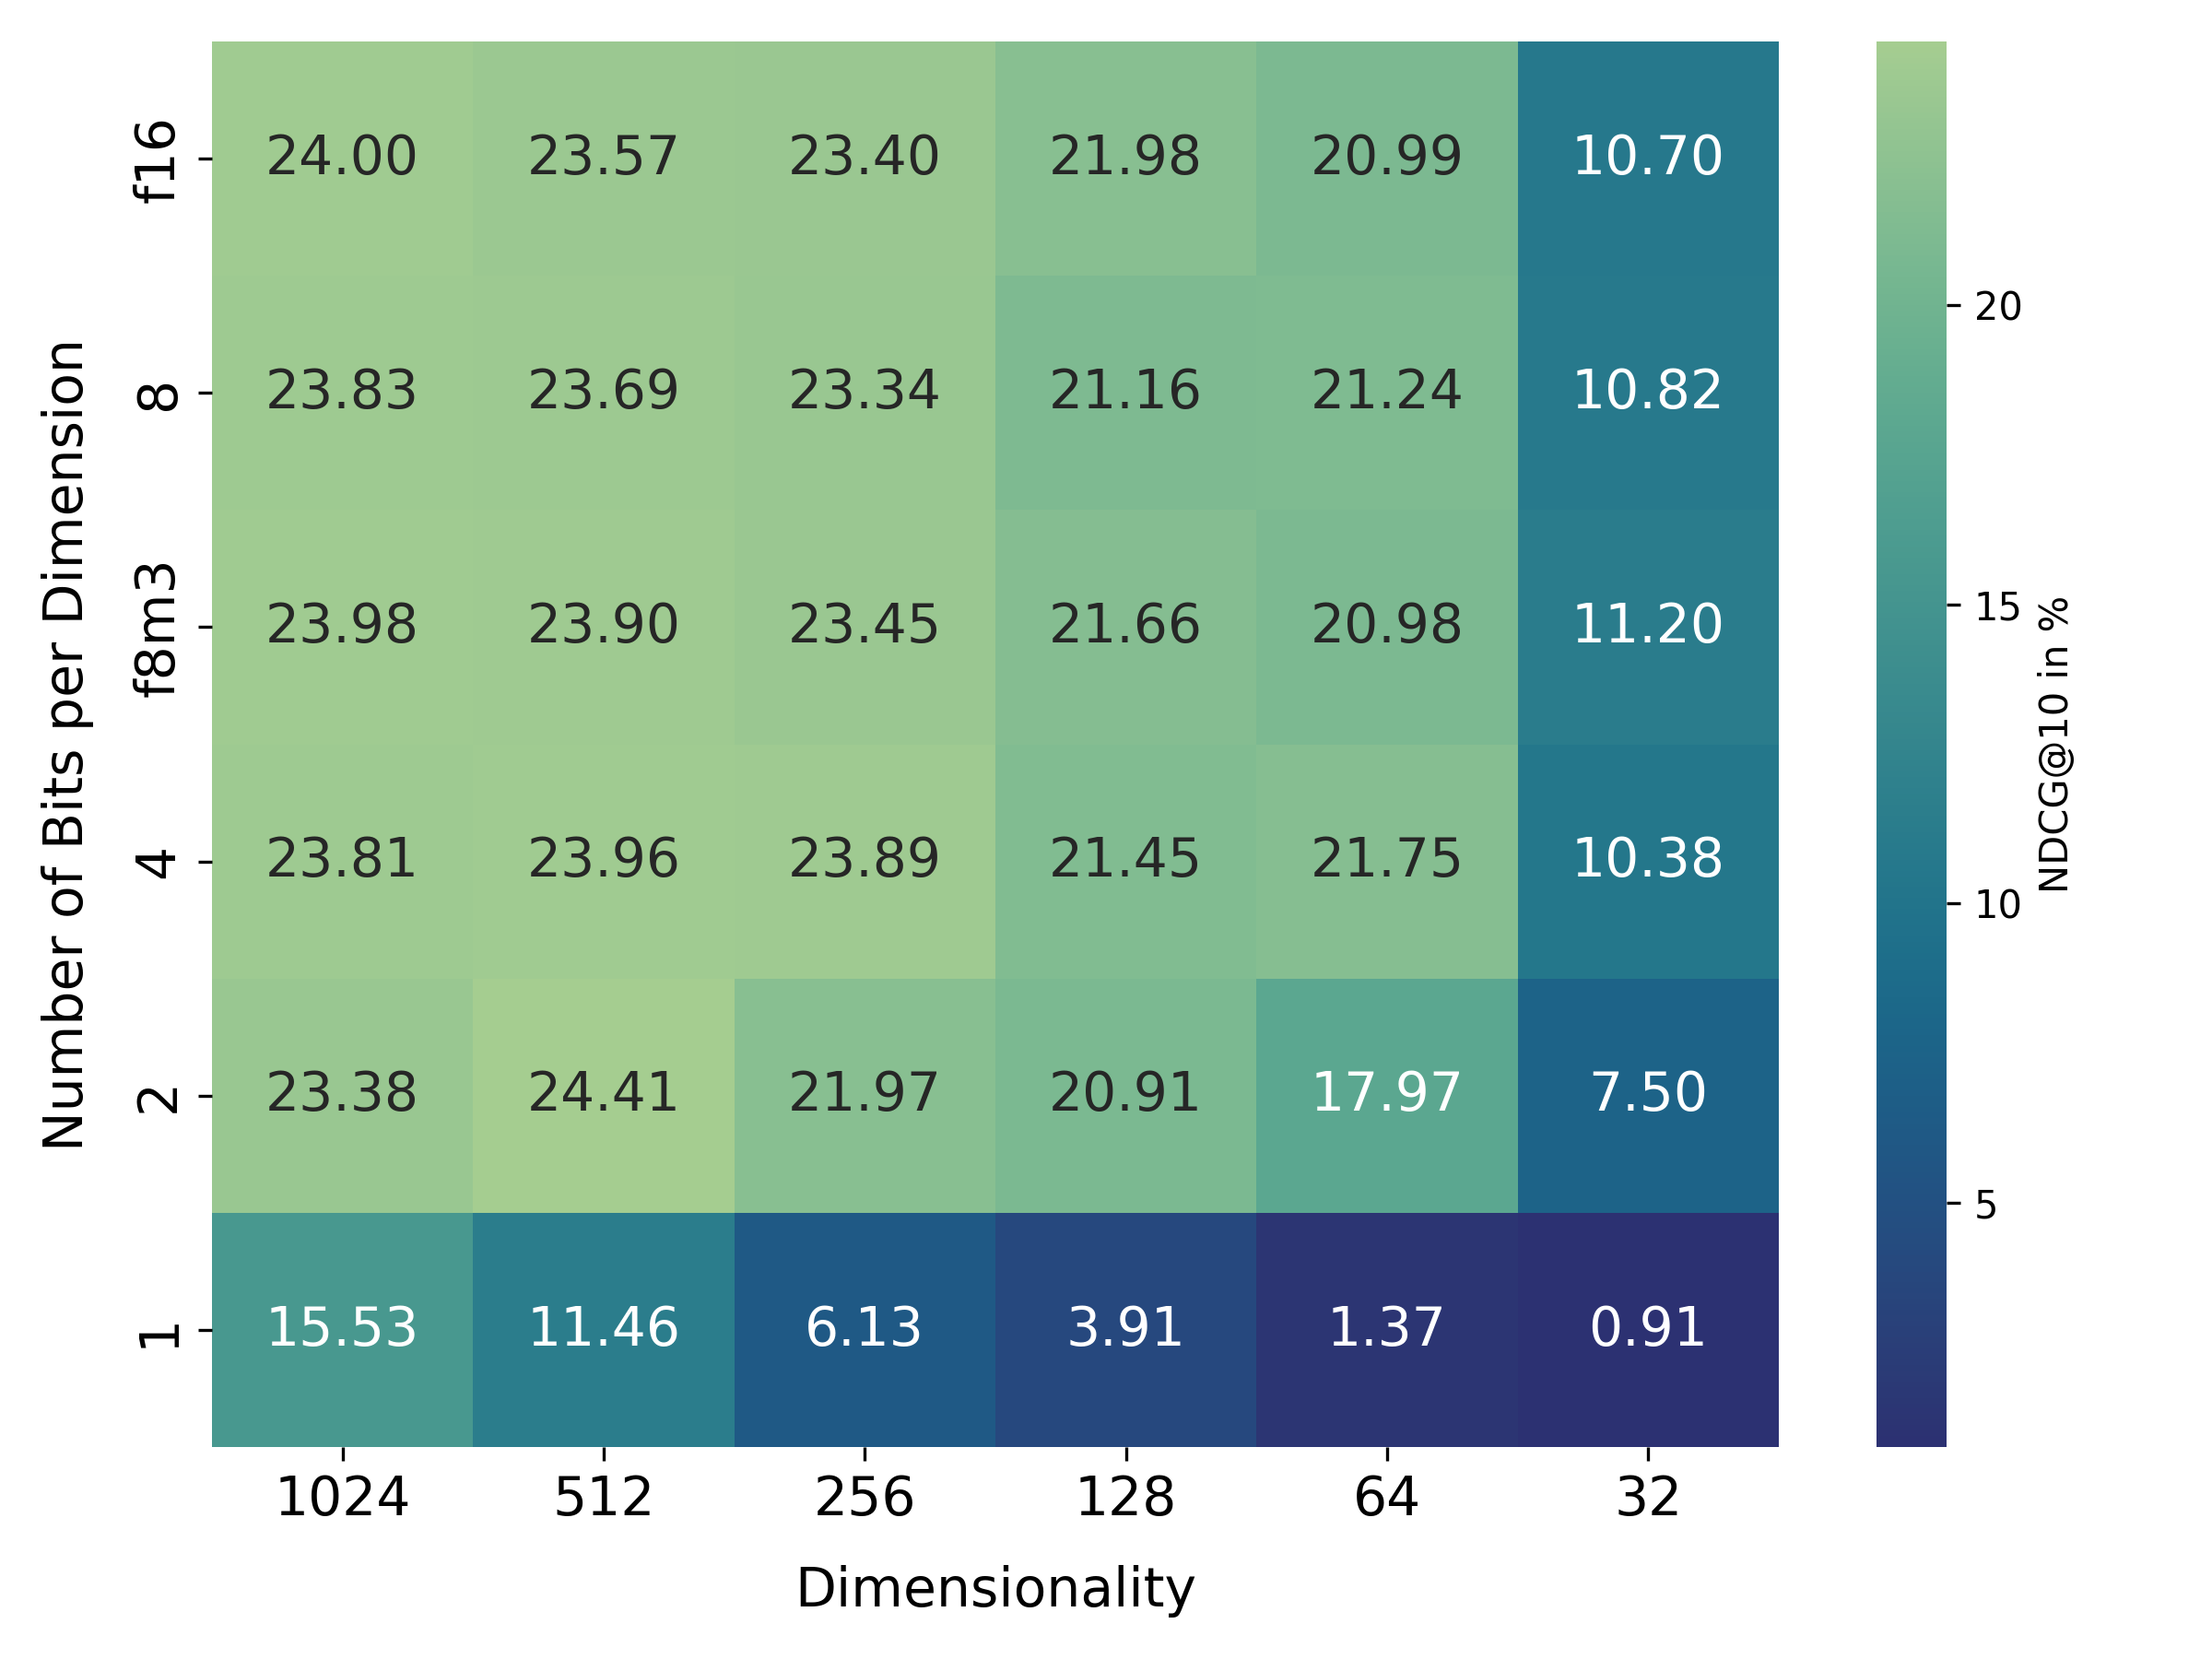 Number of Bits per Dimension
f16 24.00 23.57 23.40 21.98 20.99 10.70
8 23.83 23.69 23.34 21.16 21.24 10.82
f8m3 23.98 23.90 23.45 21.66 20.98 11.20
4 23.81 23.96 23.89 21.45 21.75 10.38
2 23.38 24.41 21.97 20.91 17.97 7.50
1 15.53 11.46 6.13 3.91 1.37 0.91
1024 512 256 128 64 32
Dimensionality
20
15
10
5
NDCG@10 in %